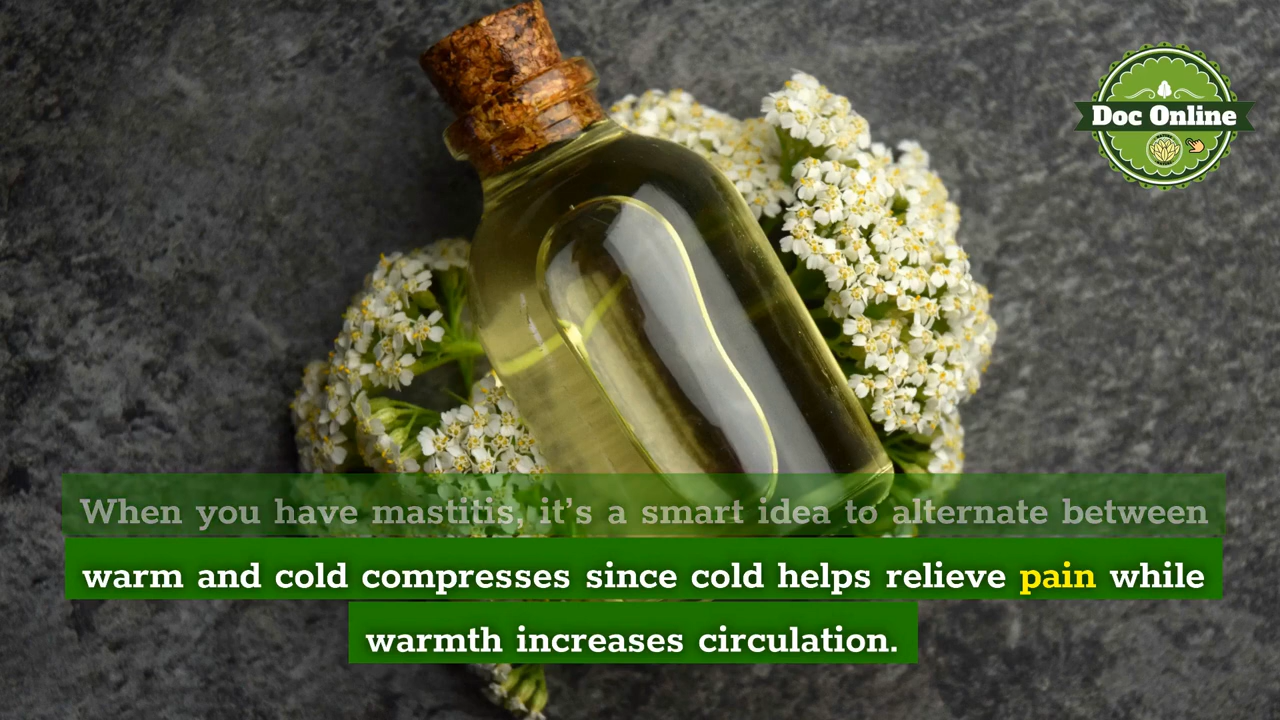 Doc Online
When you have mastitis, it’s a smart idea to alternate between
warm and cold compresses since cold helps relieve pain while
warmth increases circulation.